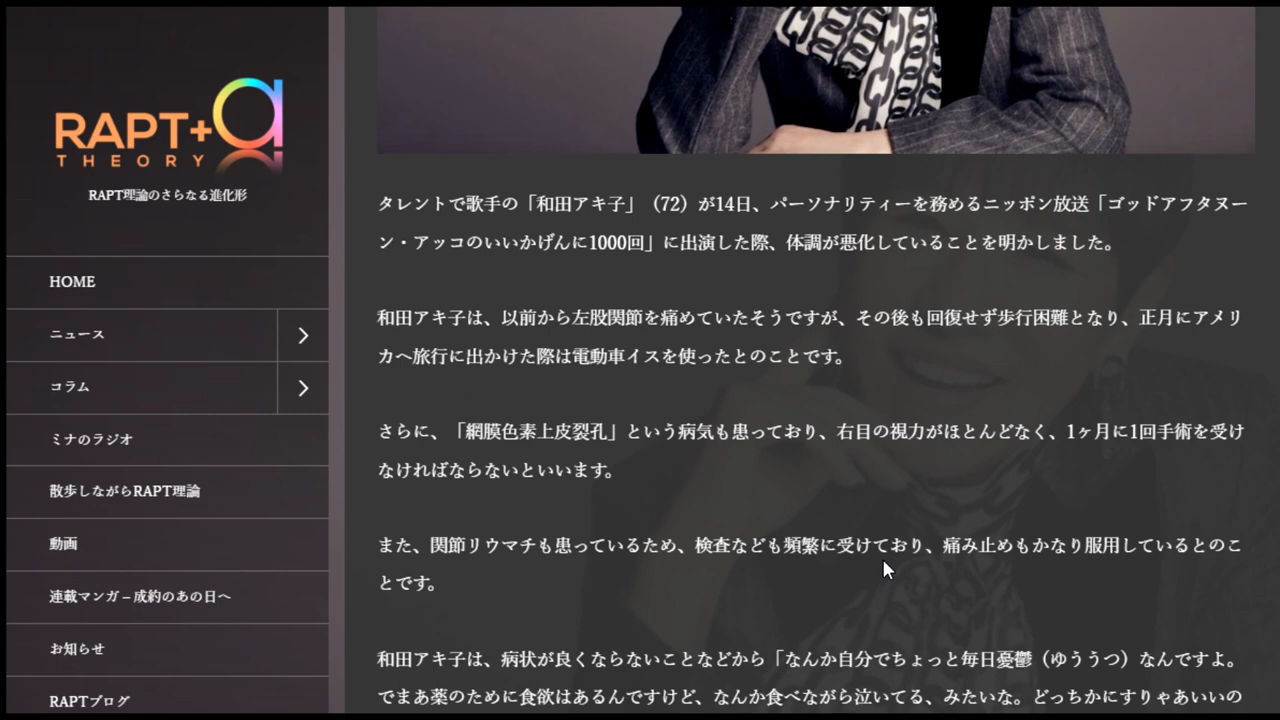 RAPT+a
THEORY
RAPT理論のさらなる進化形
HOME
ニュース
コラム
ミナのラジオ
散歩しながらRAPT理論
動画
連載マンガ – 成約のあの日へ
お知らせ
RAPTブログ
タレントで歌手の「和田アキ子」（72）が14日、パーソナリティーを務めるニッポン放送「ゴッドアフタヌー
ン・アッコのいいかげんに1000回」に出演した際、体調が悪化していることを明かしました。
和田アキ子は、以前から左股関節を痛めていたそうですが、その後も回復せず歩行困難となり、正月にアメリ
カへ旅行に出かけた際は電動車イスを使ったとのことです。
さらに、「網膜色素上皮裂孔」という病気も患っており、右目の視力がほとんどなく、1ヶ月に1回手術を受け
なければならないといいます。
また、関節リウマチも患っているため、検査なども頻繁に受けており、痛み止めもかなり服用しているとのこ
とです。
和田アキ子は、病状が良くならないことなどから「なんか自分でちょっと毎日憂鬱（ゆううつ）なんですよ。
でまあ薬のために食欲はあるんですけど、なんか食べながら泣いてる、みたいな。どっちかにすりゃあいいの